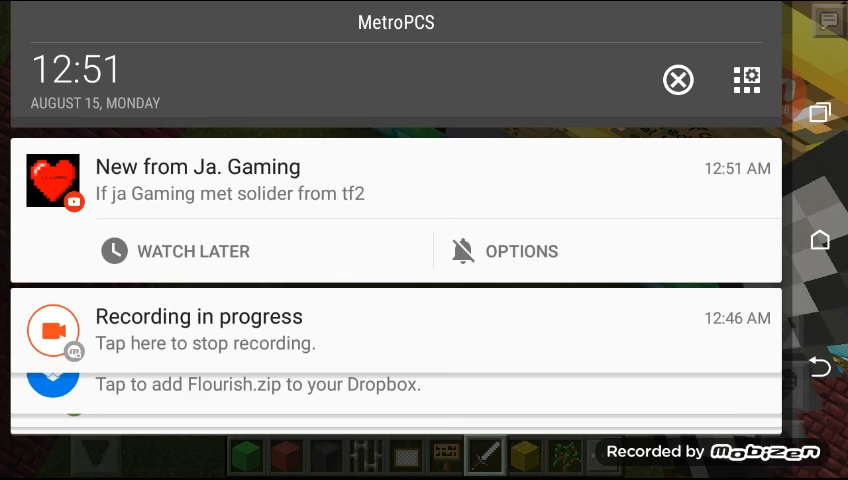 MetroPCS
12:51
AUGUST 15, MONDAY
New from Ja. Gaming
12:51 AM
If ja Gaming met solider from tf2
WATCH LATER
OPTIONS
Recording in progress
12:46 AM
Tap here to stop recording.
Tap to add Flourish.zip to your Dropbox.
Recorded by mobizen